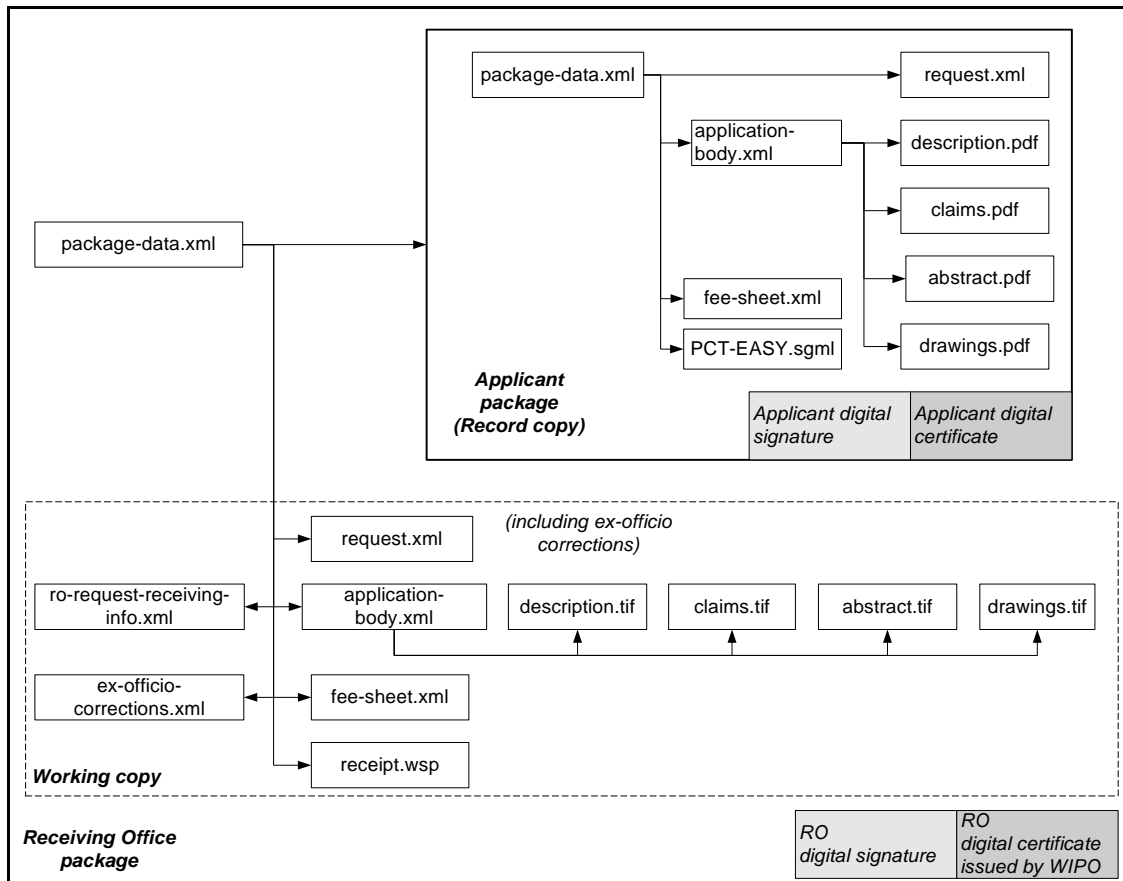 package-data.xml
request.xml
application-
body.xml
description.pdf
claims.pdf
package-data.xml
abstract.pdf
fee-sheet.xml
PCT-EASY.sgml
drawings.pdf
Applicant
package
(Record copy)
Applicant digital
signature
Applicant digital
certificate
request.xml
(including ex-officio
corrections)
ro-request-receiving-
info.xml
application-
body.xml
description.tif
claims.tif
abstract.tif
drawings.tif
ex-officio-
corrections.xml
fee-sheet.xml
receipt.wsp
Working copy
Receiving Office
package
RO
digital signature
RO
digital certificate
issued by WIPO